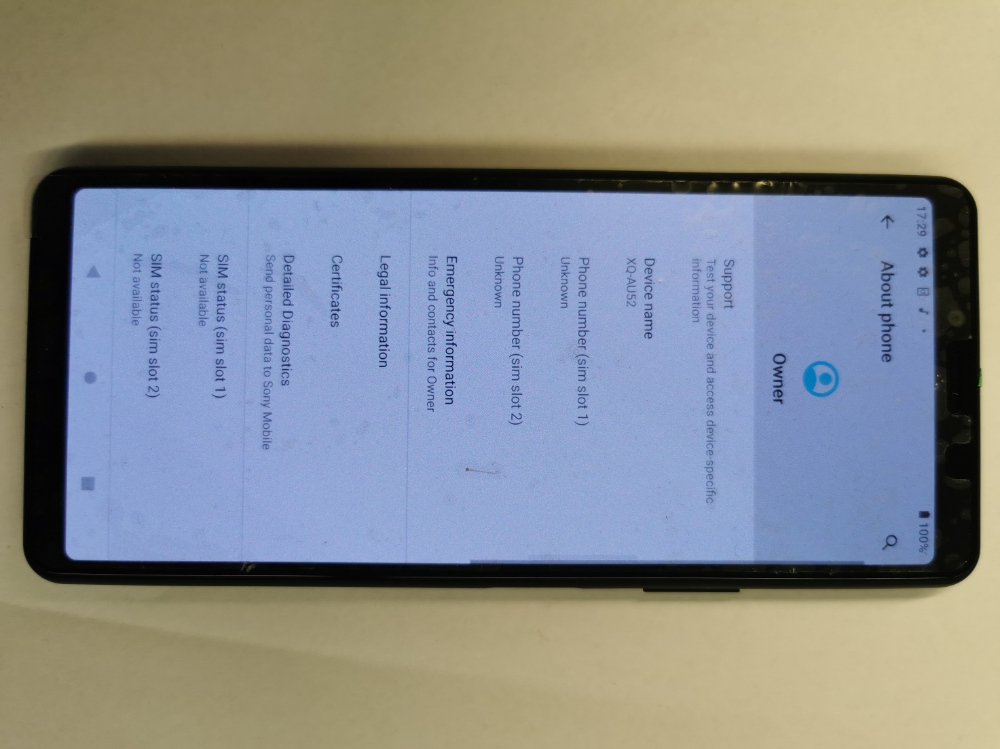 17:29
100%
About phone
Owner
Support
Test your device and access device-specific
information
Device name
XQ-AU52
Phone number (sim slot 1)
Unknown
Phone number (sim slot 2)
Unknown
Emergency information
Info and contacts for Owner
Legal information
Certificates
Detailed Diagnostics
Send personal data to Sony Mobile
SIM status (sim slot 1)
Not available
SIM status (sim slot 2)
Not available